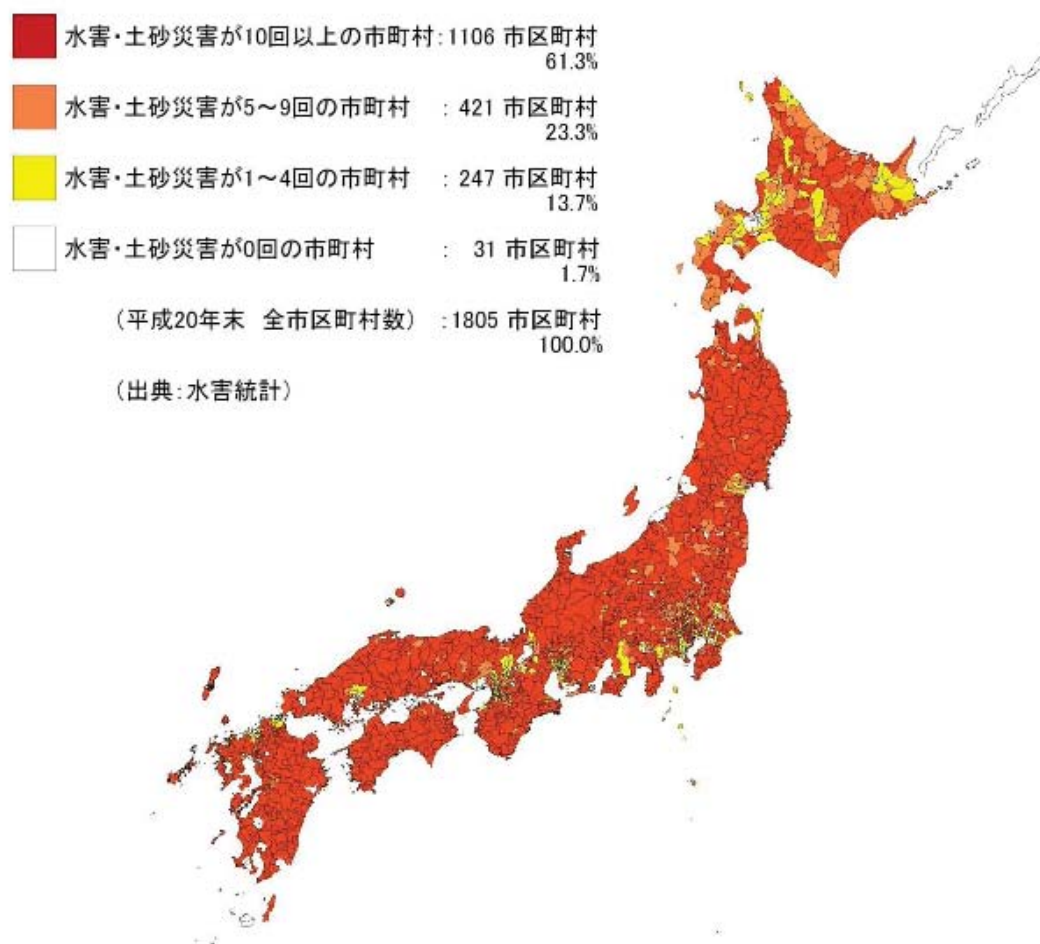 水害・土砂災害が10回以上の市町村:1106 市区町村
61.3%
水害・土砂災害が5～9回の市町村 : 421 市区町村
23.3%
水害・土砂災害が1～4回の市町村 : 247 市区町村
13.7%
水害・土砂災害が0回の市町村 : 31 市区町村
1.7%
(平成20年末 全市区町村数) :1805 市区町村
100.0%
(出典:水害統計)